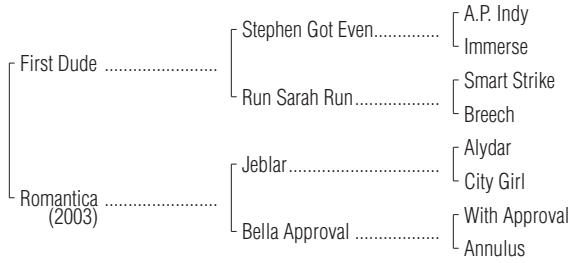 A.P. Indy
Stephen Got Even..............
Immerse
First Dude .......................
Smart Strike
Run Sarah Run..................
Breech
Alydar
Jeblar................................
City Girl
Romantica .......................
(2003)
With Approval
Bella Approval ..................
Annulus